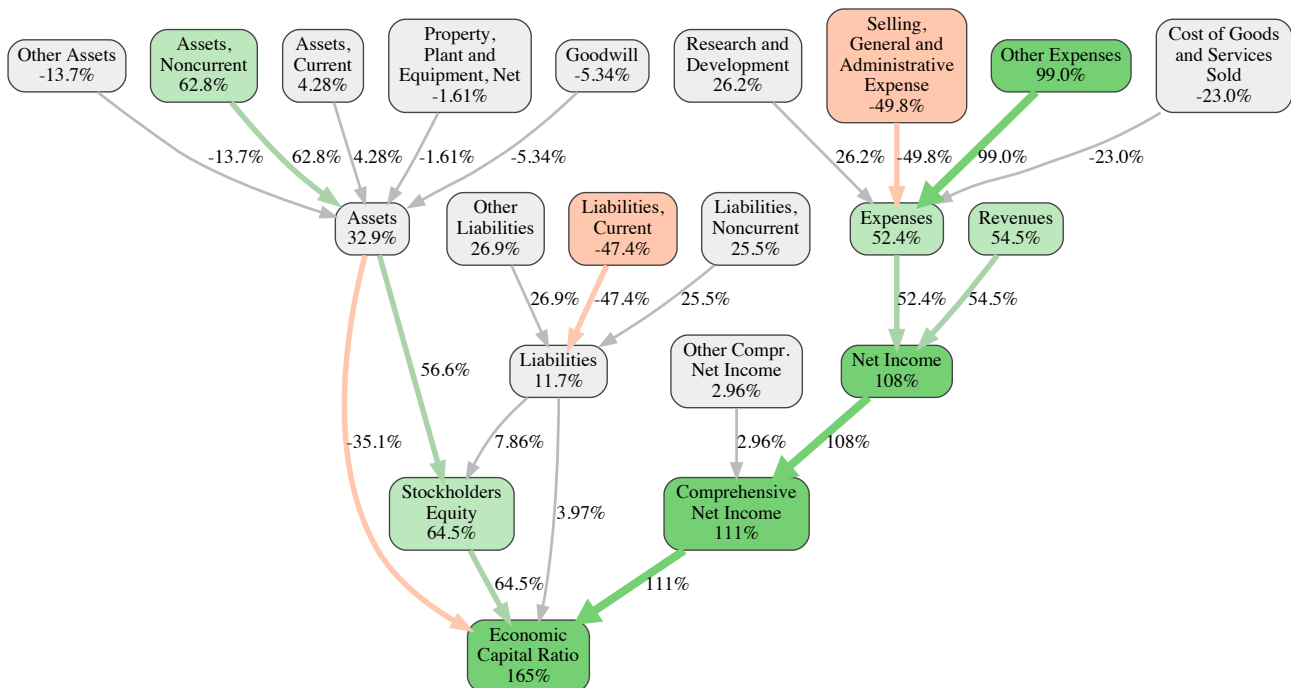 Other Assets
-13.7%
Assets,
Noncurrent
62.8%
Assets,
Current
4.28%
Property,
Plant and
Equipment, Net
-1.61%
Goodwill
-5.34%
Research and
Development
26.2%
Selling,
General and
Administrative
Expense
-49.8%
Other Expenses
99.0%
Cost of Goods
and Services
Sold
-23.0%
-13.7%
62.8%
4.28%
-1.61%
-5.34%
26.2%
-49.8%
99.0%
-23.0%
Assets
32.9%
Other
Liabilities
26.9%
Liabilities,
Current
-47.4%
Liabilities,
Noncurrent
25.5%
Expenses
52.4%
Revenues
54.5%
26.9%
-47.4%
25.5%
52.4%
54.5%
Liabilities
11.7%
Other Compr.
Net Income
2.96%
Net Income
108%
56.6%
-35.1%
7.86%
2.96%
108%
Stockholders
Equity
64.5%
3.97%
Comprehensive
Net Income
111%
64.5%
111%
Economic
Capital Ratio
165%